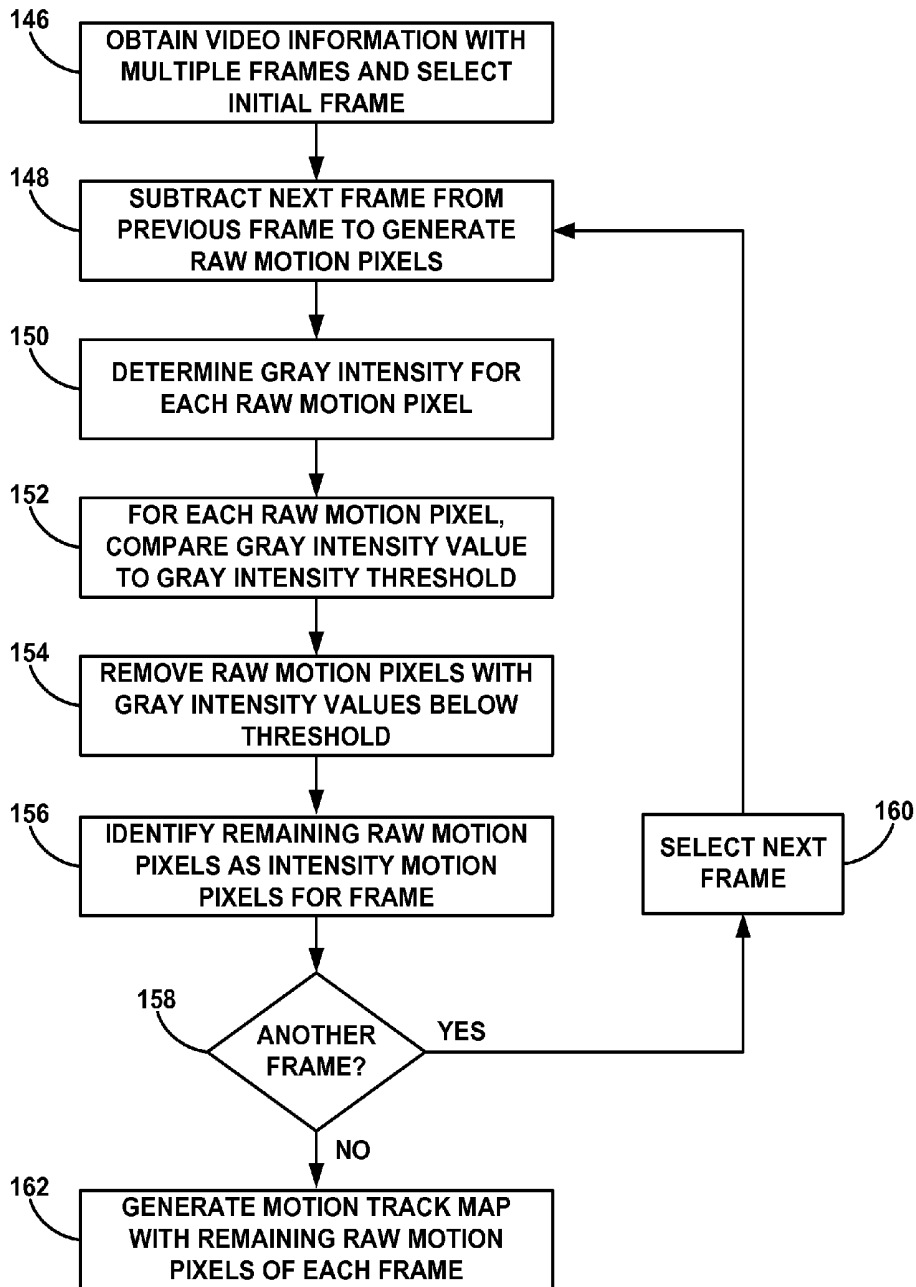 146
OBTAIN VIDEO INFORMATION WITH
MULTIPLE FRAMES AND SELECT
INITIAL FRAME
148
SUBTRACT NEXT FRAME FROM
PREVIOUS FRAME TO GENERATE
RAW MOTION PIXELS
150
DETERMINE GRAY INTENSITY FOR
EACH RAW MOTION PIXEL
152
FOR EACH RAW MOTION PIXEL,
COMPARE GRAY INTENSITY VALUE
TO GRAY INTENSITY THRESHOLD
154
REMOVE RAW MOTION PIXELS WITH
GRAY INTENSITY VALUES BELOW
THRESHOLD
156
IDENTIFY REMAINING RAW MOTION
PIXELS AS INTENSITY MOTION
PIXELS FOR FRAME
160
SELECT NEXT
FRAME
158
ANOTHER
FRAME?
YES
NO
162
GENERATE MOTION TRACK MAP
WITH REMAINING RAW MOTION
PIXELS OF EACH FRAME